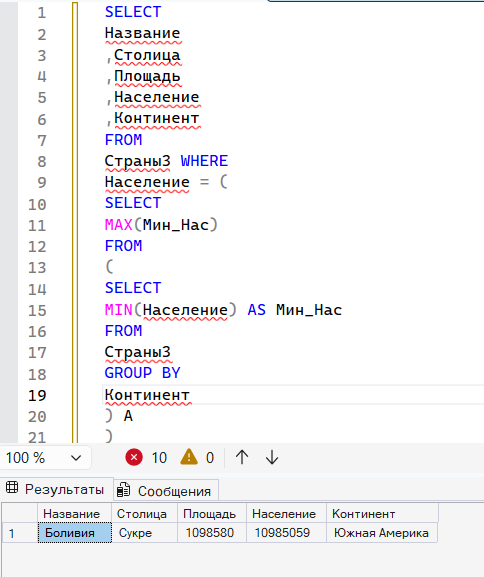 1 SELECT
2 Название
3 ,Столица
4 ,Площадь
5 ,Население
6 ,Континент
7 FROM
8 Страны3 WHERE
9 Население = (
10 SELECT
11 MAX(Мин_Нас)
12 FROM
13 (
14 SELECT
15 MIN(Население) AS Мин_Нас
16 FROM
17 Страны3
18 GROUP BY
19 Континент
20 ) A
21 )
100 % 10 0
Результаты Сообщения
Название Столица Площадь Население Континент
1 Боливия Сукре 1098580 10985059 Южная Америка